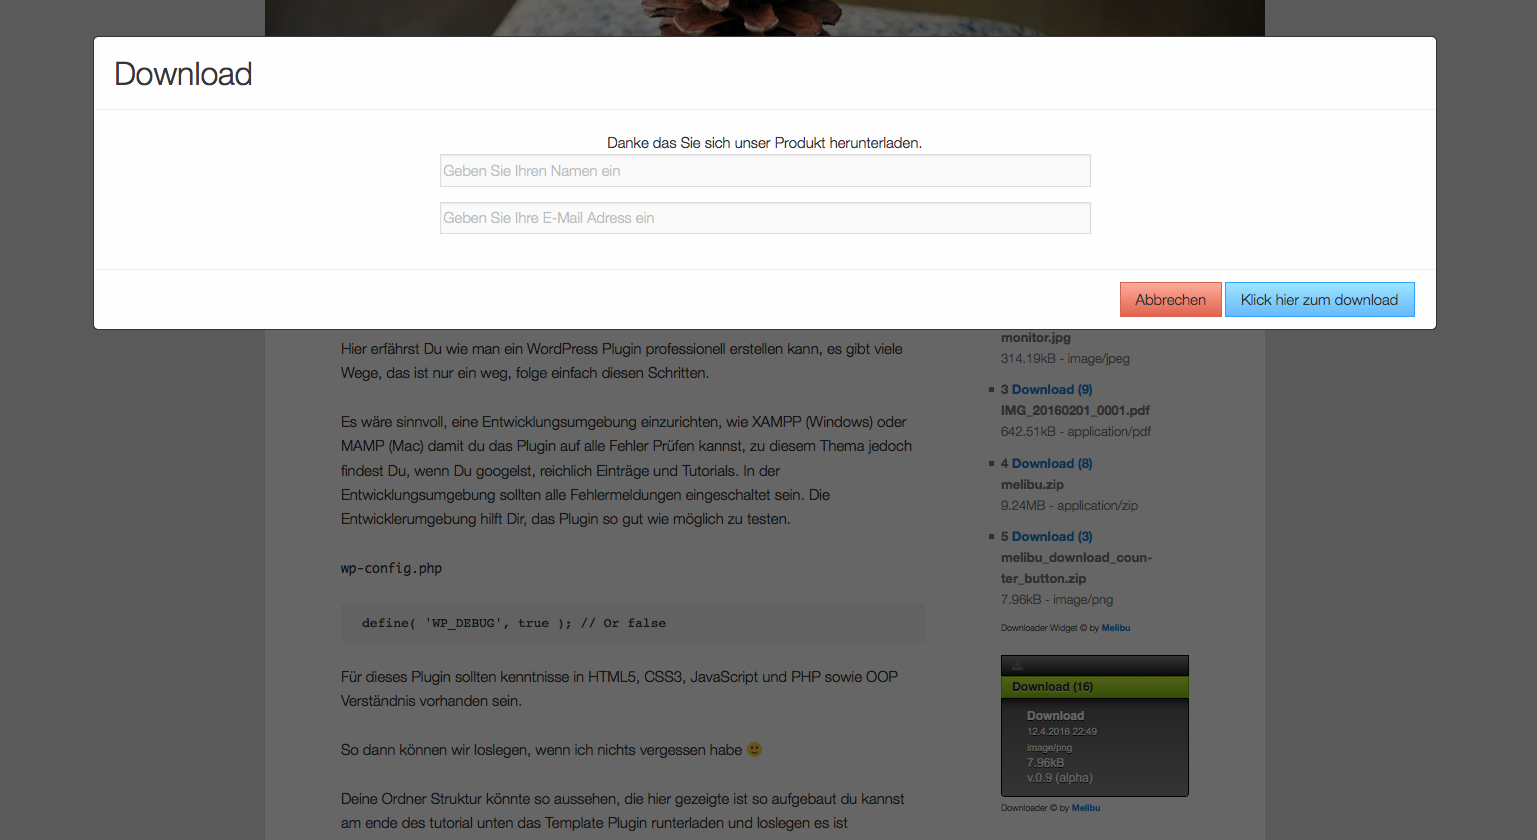 Download
Danke das Sie sich unser Produkt herunterladen.
Geben Sie Ihren Namen ein
Geben Sie Ihre E-Mail Adress ein
Abbrechen
Klick hier zum download
Hier erfährst Du wie man ein WordPress Plugin professionell erstellen kann, es gibt viele
Wege, das ist nur ein weg, folge einfach diesen Schritten.
Es wäre sinnvoll, eine Entwicklungsumgebung einzurichten, wie XAMPP (Windows) oder
MAMP (Mac) damit du das Plugin auf alle Fehler Prüfen kannst, zu diesem Thema jedoch
findest Du, wenn Du googelst, reichlich Einträge und Tutorials. In der
Entwicklungsumgebung sollten alle Fehlermeldungen eingeschaltet sein. Die
Entwicklerumgebung hilft Dir, das Plugin so gut wie möglich zu testen.
wp-config.php
define( 'WP_DEBUG', true ); // Or false
Für dieses Plugin sollten kenntnisse in HTML5, CSS3, JavaScript und PHP sowie OOP
Verständnis vorhanden sein.
So dann können wir loslegen, wenn ich nichts vergessen habe 🙂
Deine Ordner Struktur könnte so aussehen, die hier gezeigte ist so aufgebaut du kannst
am ende des tutorial unten das Template Plugin runterladen und loslegen es ist
monitor.jpg
314.19kB - image/jpeg
3 Download (9)
IMG_20160201_0001.pdf
642.51kB - application/pdf
4 Download (8)
melibu.zip
9.24MB - application/zip
5 Download (3)
melibu_download_coun-
ter_button.zip
7.96kB - image/png
Downloader Widget © by Melibu
Download (16)
Download
12.4.2016 22:49
image/png
7.96kB
v.0.9 (alpha)
Downloader © by Melibu